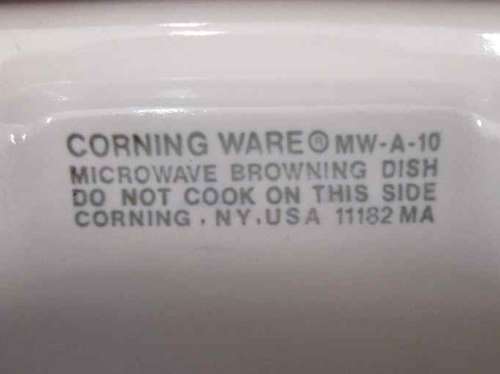 CORNING WARE® MW-A-10
MICROWAVE BROWNING DISH
DO NOT COOK ON THIS SIDE
CORNING . NY. USA 11182 MA